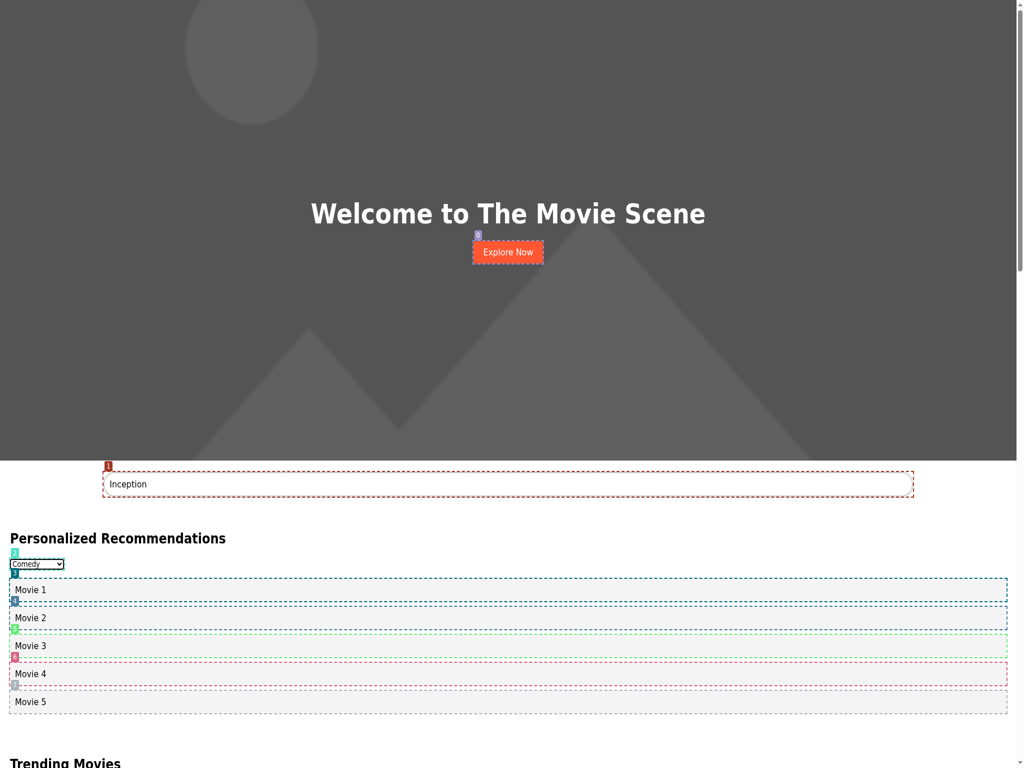 Welcome to The Movie Scene
0
Explore Now
1
Inception
Personalized Recommendations
2
Comedy
3
Movie 1
4
Movie 2
5
Movie 3
6
Movie 4
7
Movie 5
Trending Movies